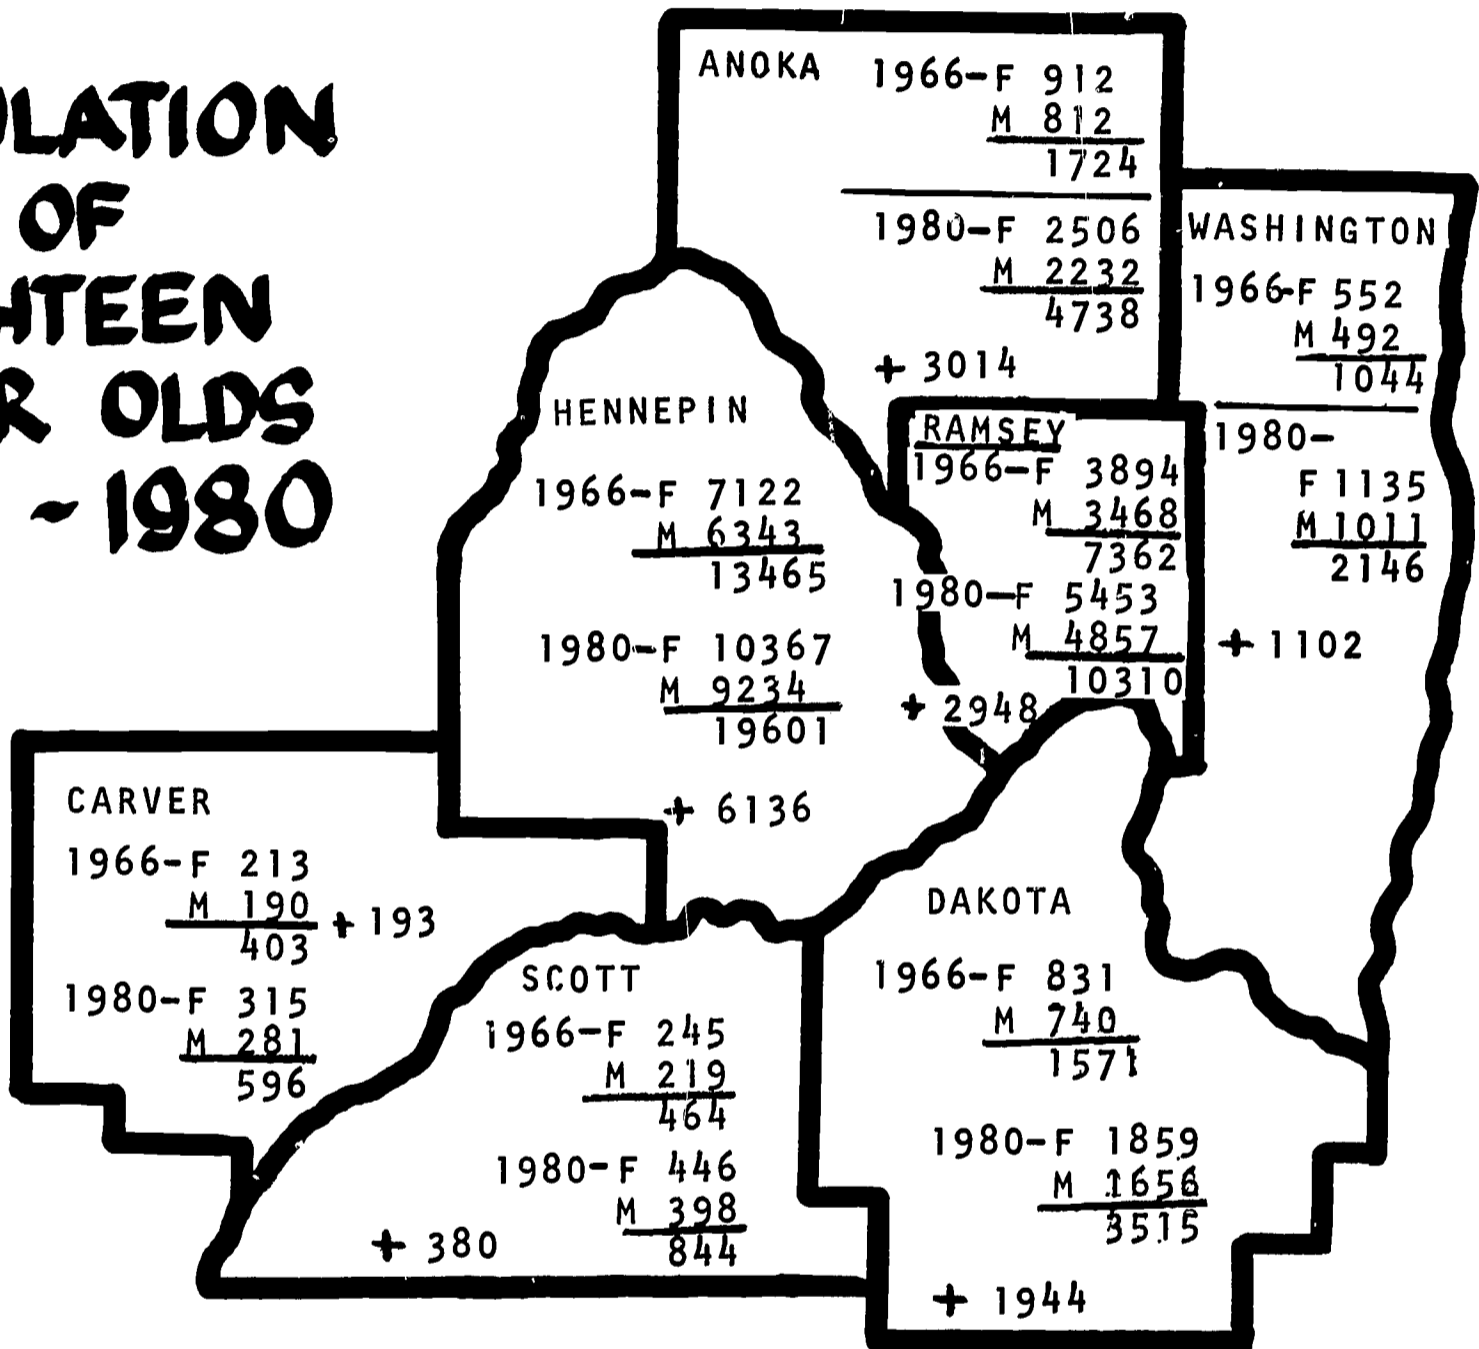 ULATION
OF
HTEEN
R OLDS
~ 1980
ANOKA
1966-F 912
M 812
1724
1980-F 2506
M 2232
4738
+ 3014
WASHINGTON
1966-F 552
M 492
1044
1980-
F 1135
M 1011
2146
+ 1102
HENNEPIN
1966-F 7122
M 6343
13465
1980-F 10367
M 9234
19601
+ 6136
RAMSEY
1966-F 3894
M 3468
7362
1980-F 5453
M 4857
10310
+ 2948
CARVER
1966-F 213
M 190
403
+ 193
1980-F 315
M 281
596
SCOTT
1966-F 245
M 219
464
1980-F 446
M 398
844
+ 380
DAKOTA
1966-F 831
M 740
1571
1980-F 1859
M 1656
3515
+ 1944